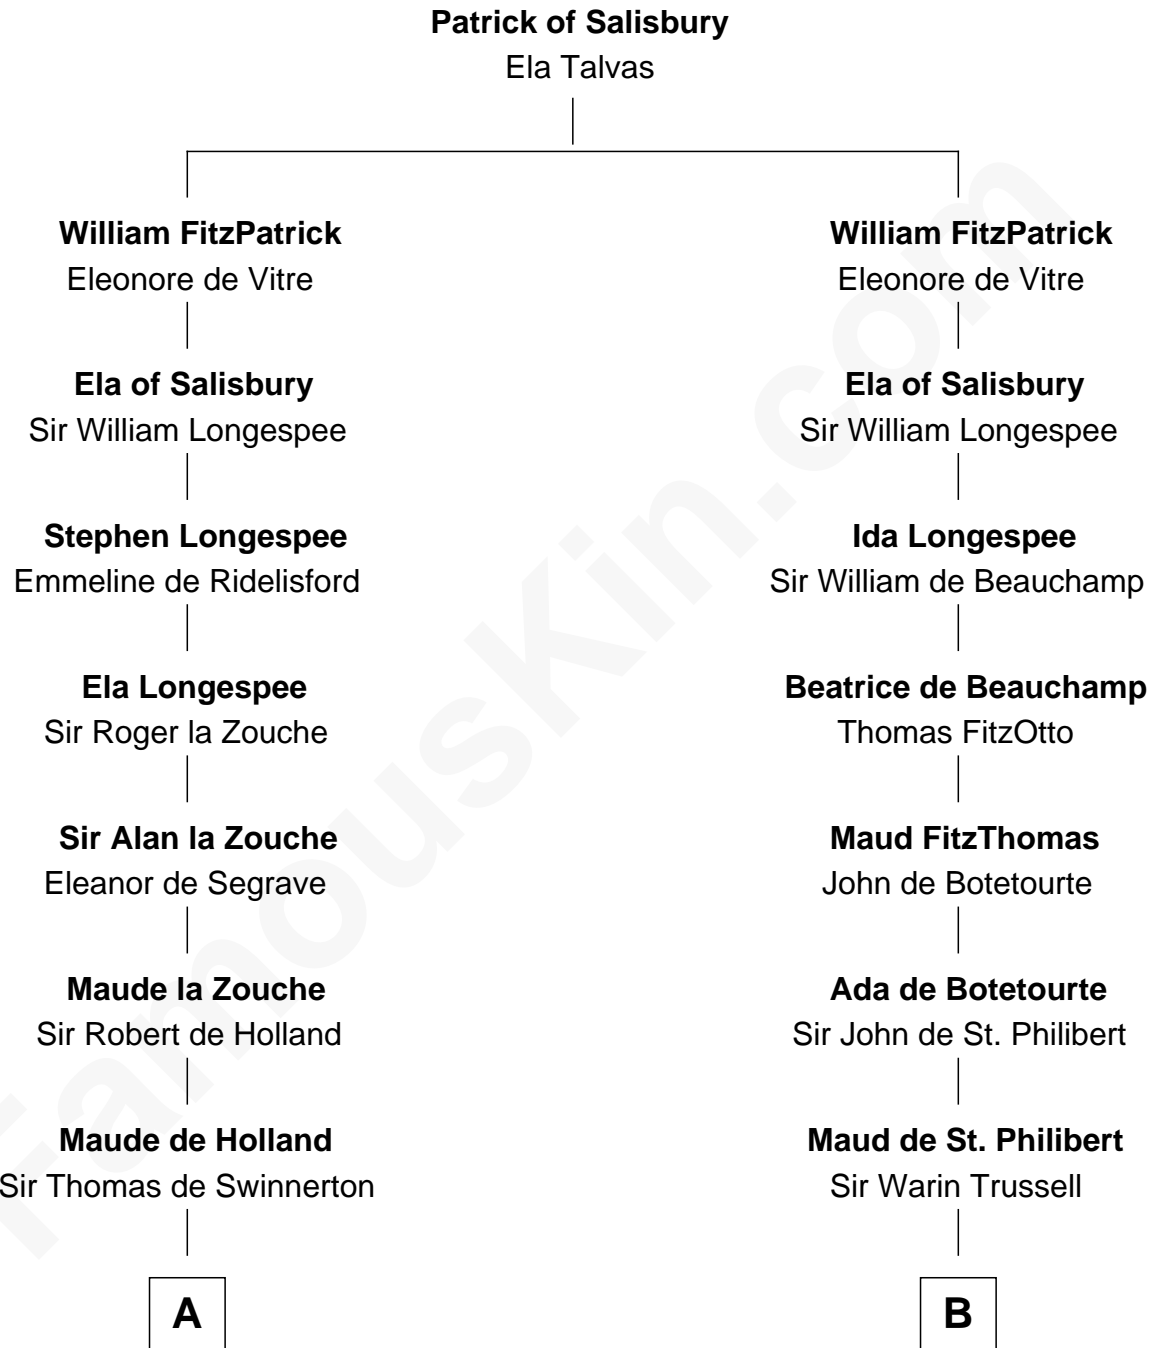 Patrick of Salisbury
Ela Talvas
William FitzPatrick
Eleonore de Vitre
Ela of Salisbury
Sir William Longespee
Stephen Longespee
Emmeline de Ridelisford
Ela Longespee
Sir Roger la Zouche
Sir Alan la Zouche
Eleanor de Segrave
Maude la Zouche
Sir Robert de Holland
Maude de Holland
Sir Thomas de Swinnerton
A
William FitzPatrick
Eleonore de Vitre
Ela of Salisbury
Sir William Longespee
Ida Longespee
Sir William de Beauchamp
Beatrice de Beauchamp
Thomas FitzOtto
Maud FitzThomas
John de Botetourte
Ada de Botetourte
Sir John de St. Philibert
Maud de St. Philibert
Sir Warin Trussell
B
FamousKin.com